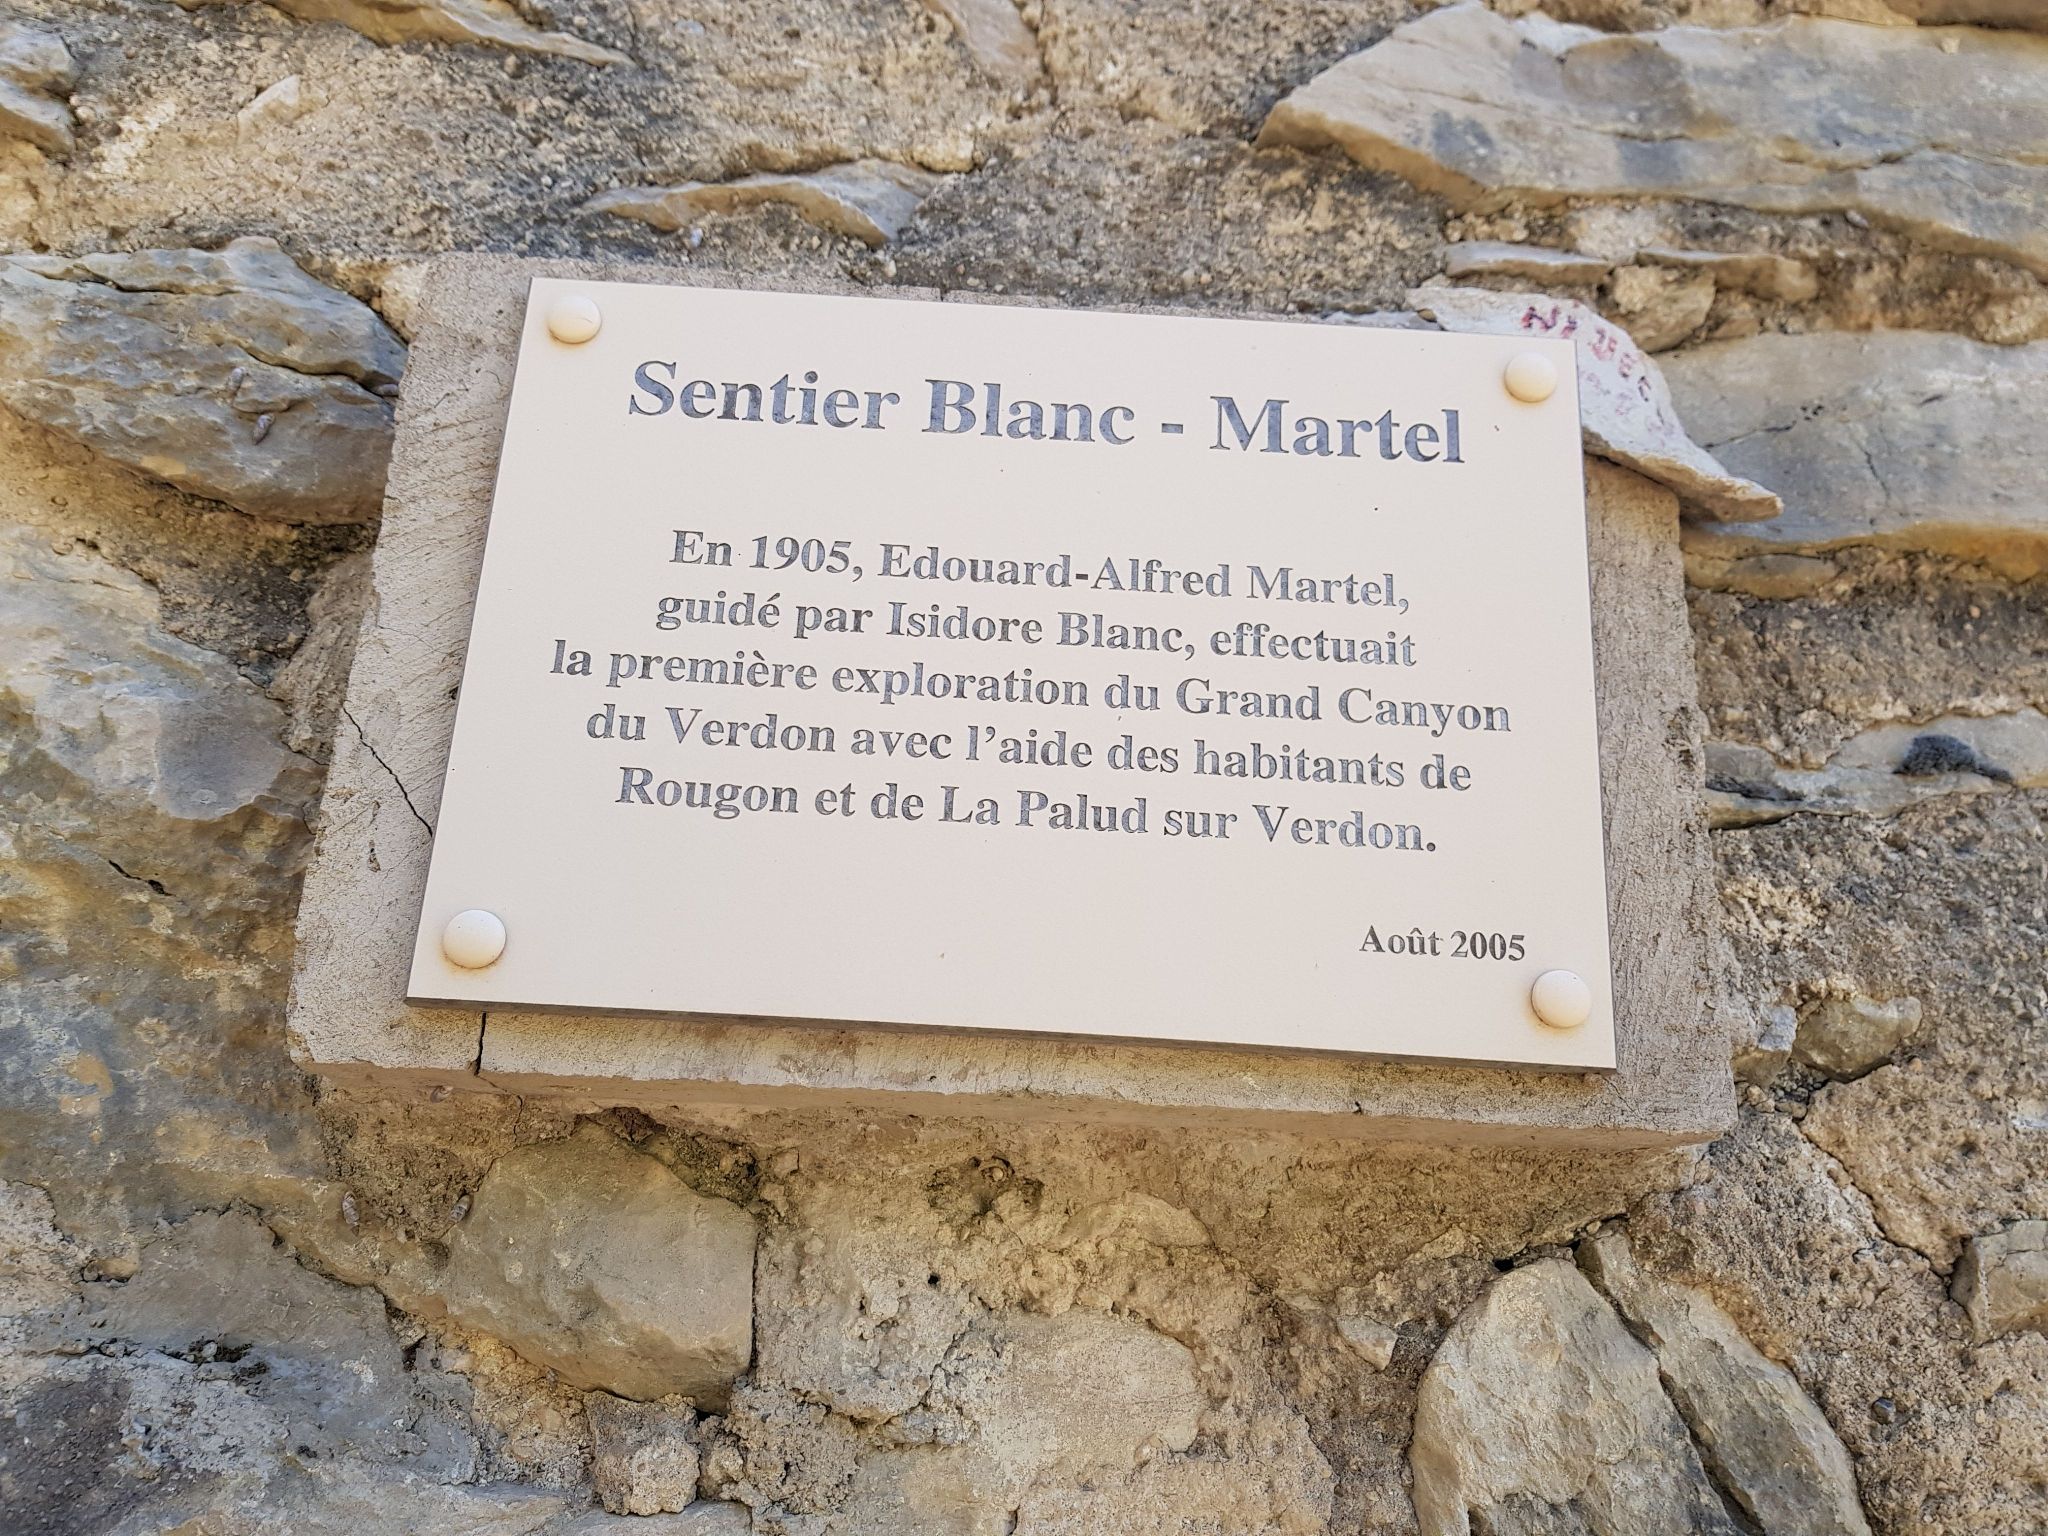 Sentier Blanc - Martel
En 1905, Edouard-Alfred Martel,
guidé par Isidore Blanc, effectuait
la première exploration du Grand Canyon
du Verdon avec l'aide des habitants de
Rougon et de La Palud sur Verdon.
Août 2005